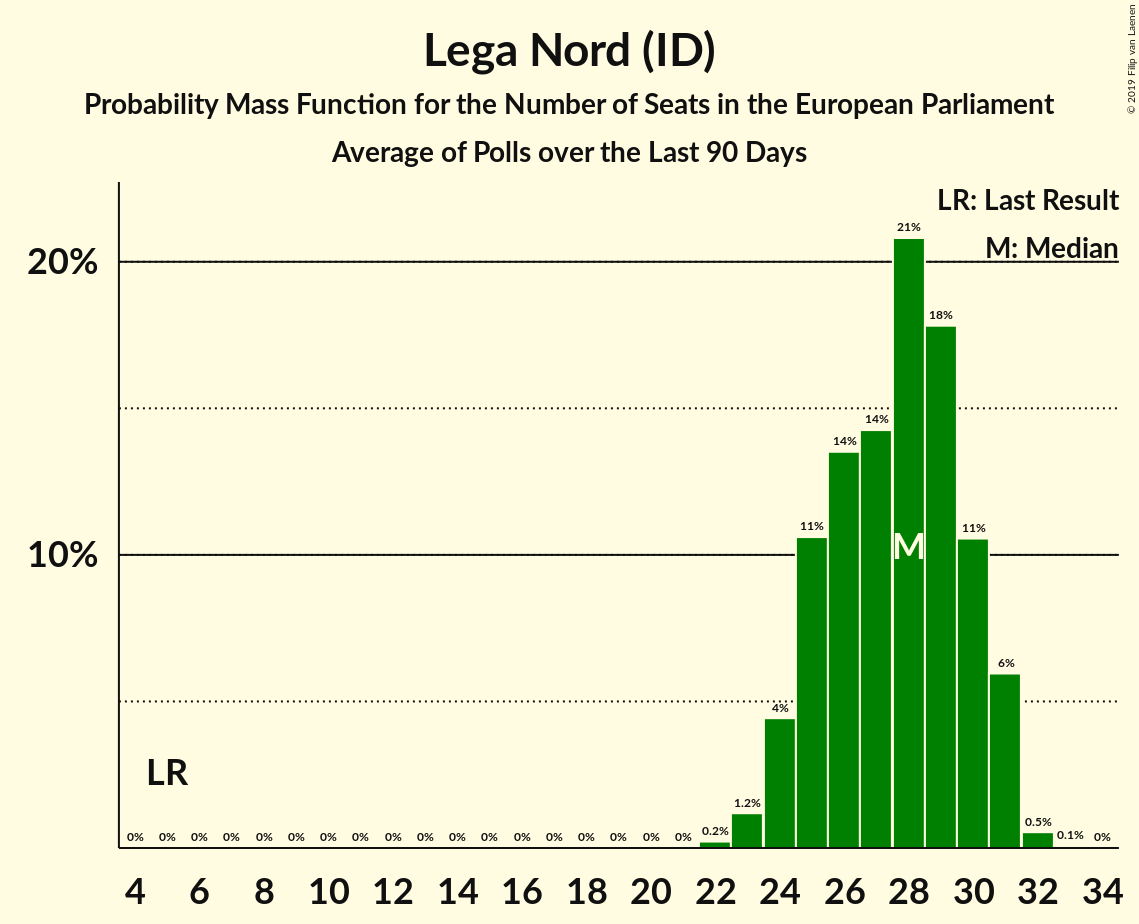 Lega Nord (ID)
Probability Mass Function for the Number of Seats in the European Parliament
Average of Polls over the Last 90 Days
© 2019 Filip van Laenen
LR: Last Result
M: Median
20%
10%
21%
18%
14%
14%
11%
11%
M
6%
4%
LR
0% 0% 0% 0% 0% 0% 0% 0% 0% 0% 0% 0% 0% 0% 0% 0% 0% 0% 0.2% 1.2% 0.5% 0.1% 0%
4 6 8 10 12 14 16 18 20 22 24 26 28 30 32 34